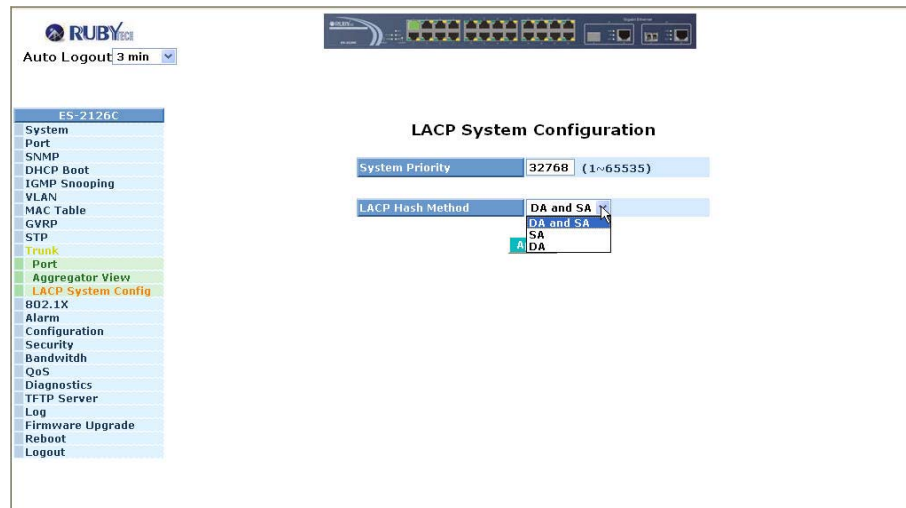 RUBYTECH
Auto Logout 3 min
ES-2126C
System
Port
SNMP
DHCP Boot
IGMP Snooping
VLAN
MAC Table
GVRP
STP
Trunk
Port
Aggregator View
LACP System Config
802.1X
Alarm
Configuration
Security
Bandwitdh
QoS
Diagnostics
TFTP Server
Log
Firmware Upgrade
Reboot
Logout
LACP System Configuration
System Priority 32768 (1~65535)
LACP Hash Method DA and SA
DA and SA
SA
DA